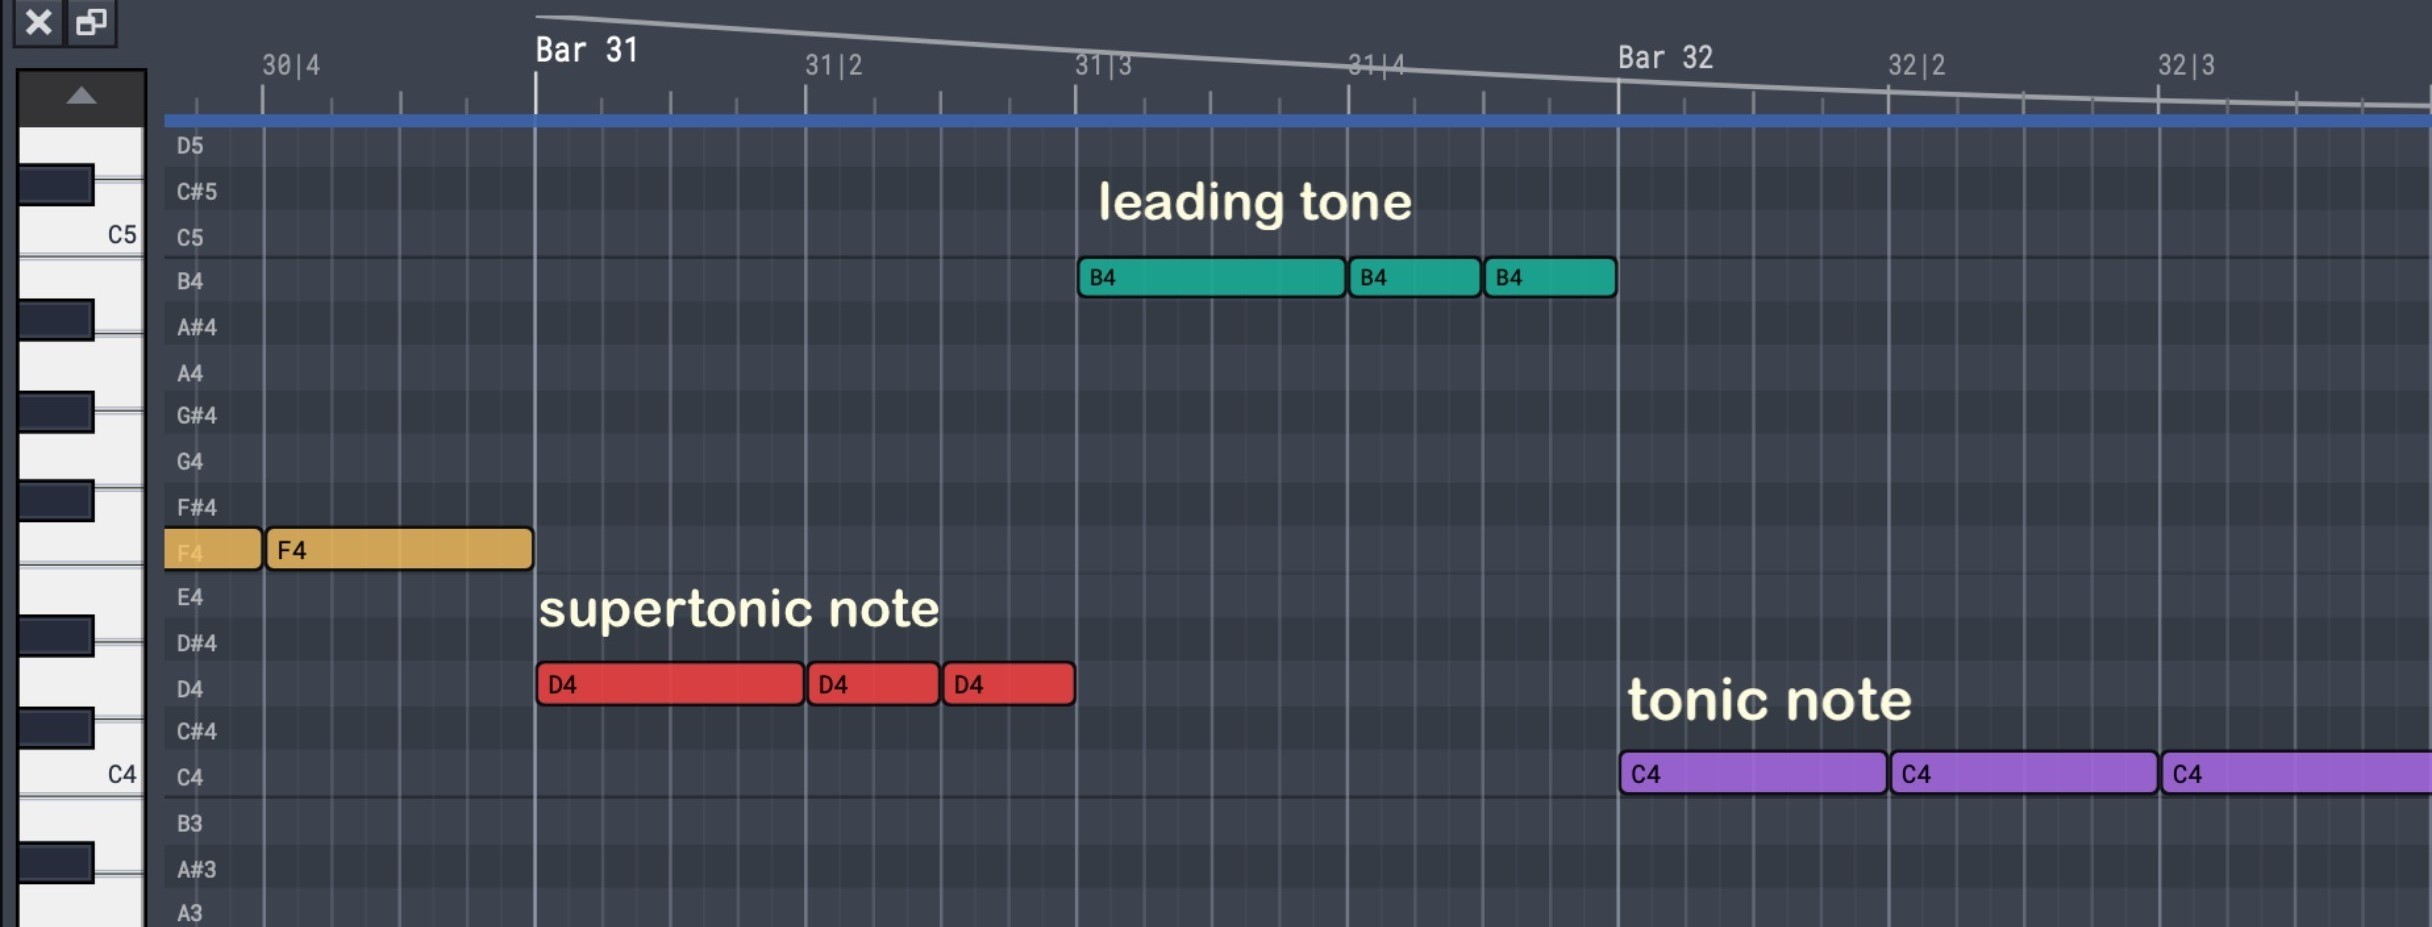 Bar 31
Bar 32
30|4
31|2
31|3
31|4
32|2
32|3
D5
C#5
leading tone
C5
C5
B4
B4
B4
B4
A#4
A4
G#4
G4
F#4
F4
F4
E4
supertonic note
D#4
D4
D4
D4
D4
tonic note
C#4
C4
C4
C4
C4
C4
B3
A#3
A3